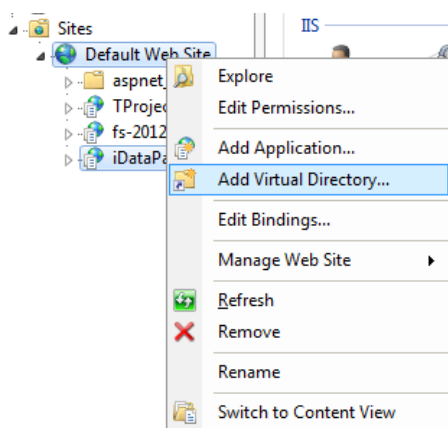 Sites
IIS
Default Web Site
aspnet_
TProjec
fs-2012
iDataPa
Explore
Edit Permissions...
Add Application...
Add Virtual Directory...
Edit Bindings...
Manage Web Site
Refresh
Remove
Rename
Switch to Content View